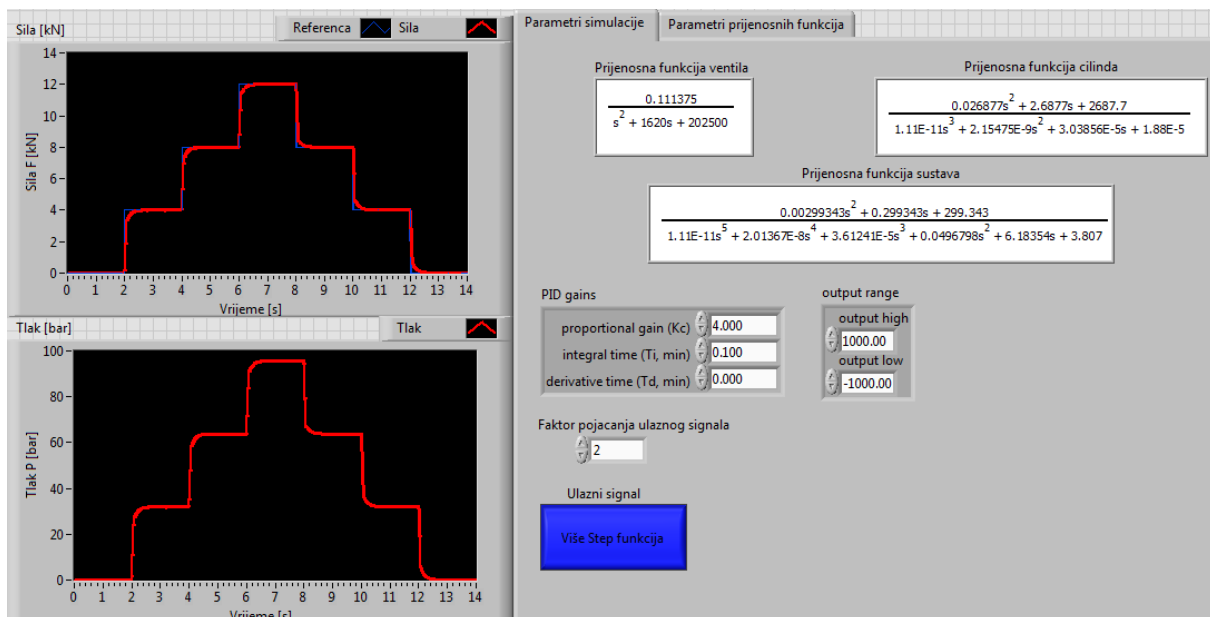 Sila [kN]
Referenca
Sila
14
12
10
8
6
4
2
0
Sila F [kN]
0 1 2 3 4 5 6 7 8 9 10 11 12 13 14
Vrijeme [s]
Tlak [bar]
Tlak
100
80
60
40
20
0
Tlak P [bar]
0 1 2 3 4 5 6 7 8 9 10 11 12 13 14
Vrijeme [s]
Parametri simulacije
Parametri prijenosnih funkcija
Prijenosna funkcija ventila
0.111375
s^2 + 1620s + 202500
Prijenosna funkcija cilinda
0.026877s^2 + 2.6877s + 2687.7
1.11E-11s^3 + 2.15475E-9s^2 + 3.03856E-5s + 1.88E-5
Prijenosna funkcija sustava
0.00299343s^2 + 0.299343s + 299.343
1.11E-11s^5 + 2.01367E-8s^4 + 3.61241E-5s^3 + 0.0496798s^2 + 6.18354s + 3.807
PID gains
proportional gain (Kc) 4.000
integral time (Ti, min) 0.100
derivative time (Td, min) 0.000
output range
output high
1000.00
output low
-1000.00
Faktor pojacanja ulaznog signala
2
Ulazni signal
Više Step funkcija